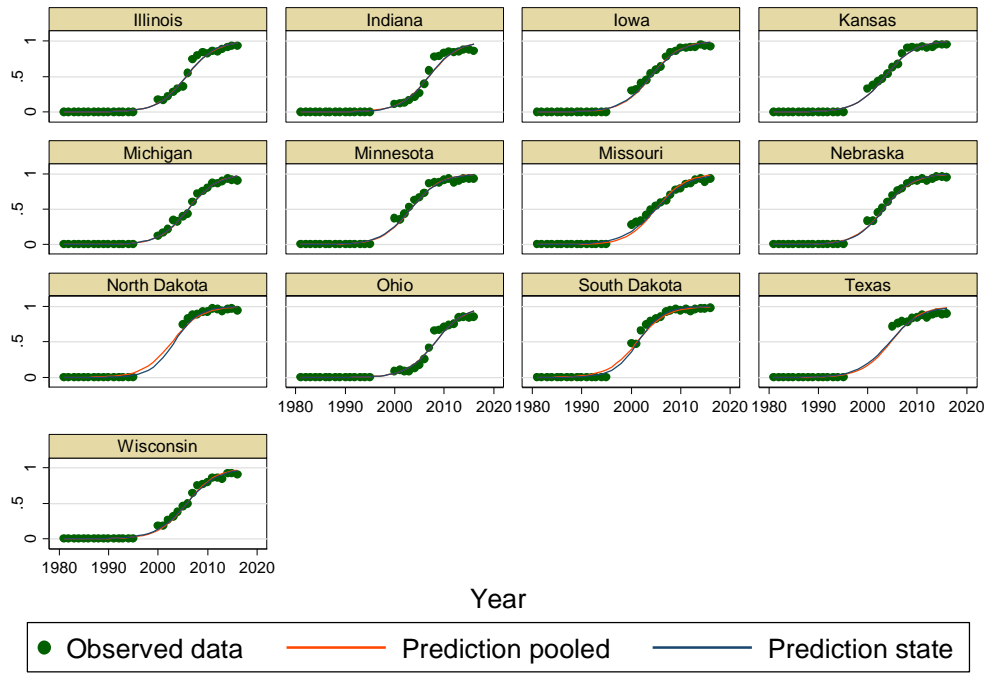 Illinois Indiana Iowa Kansas
1
.5
0
Michigan Minnesota Missouri Nebraska
1
.5
0
North Dakota Ohio South Dakota Texas
1
.5
0
1980 1990 2000 2010 2020 1980 1990 2000 2010 2020 1980 1990 2000 2010 2020
Wisconsin
1
.5
0
1980 1990 2000 2010 2020
Year
Observed data Prediction pooled Prediction state